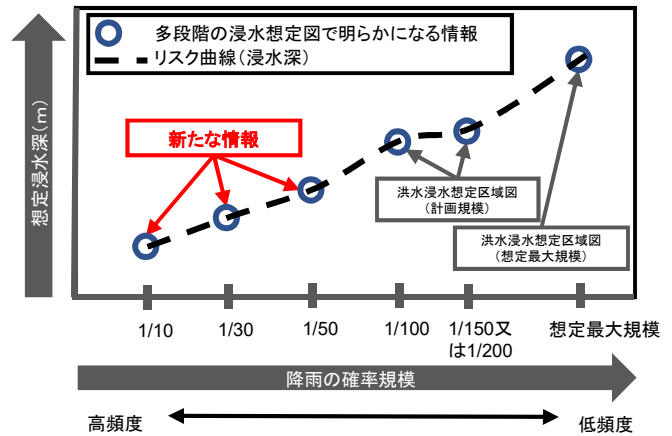 多段階の浸水想定図で明らかになる情報
リスク曲線(浸水深)
想定浸水深(m)
新たな情報
洪水浸水想定区域図
(計画規模)
洪水浸水想定区域図
(想定最大規模)
1/10
1/30
1/50
1/100
1/150又
は1/200
想定最大規模
降雨の確率規模
高頻度
低頻度